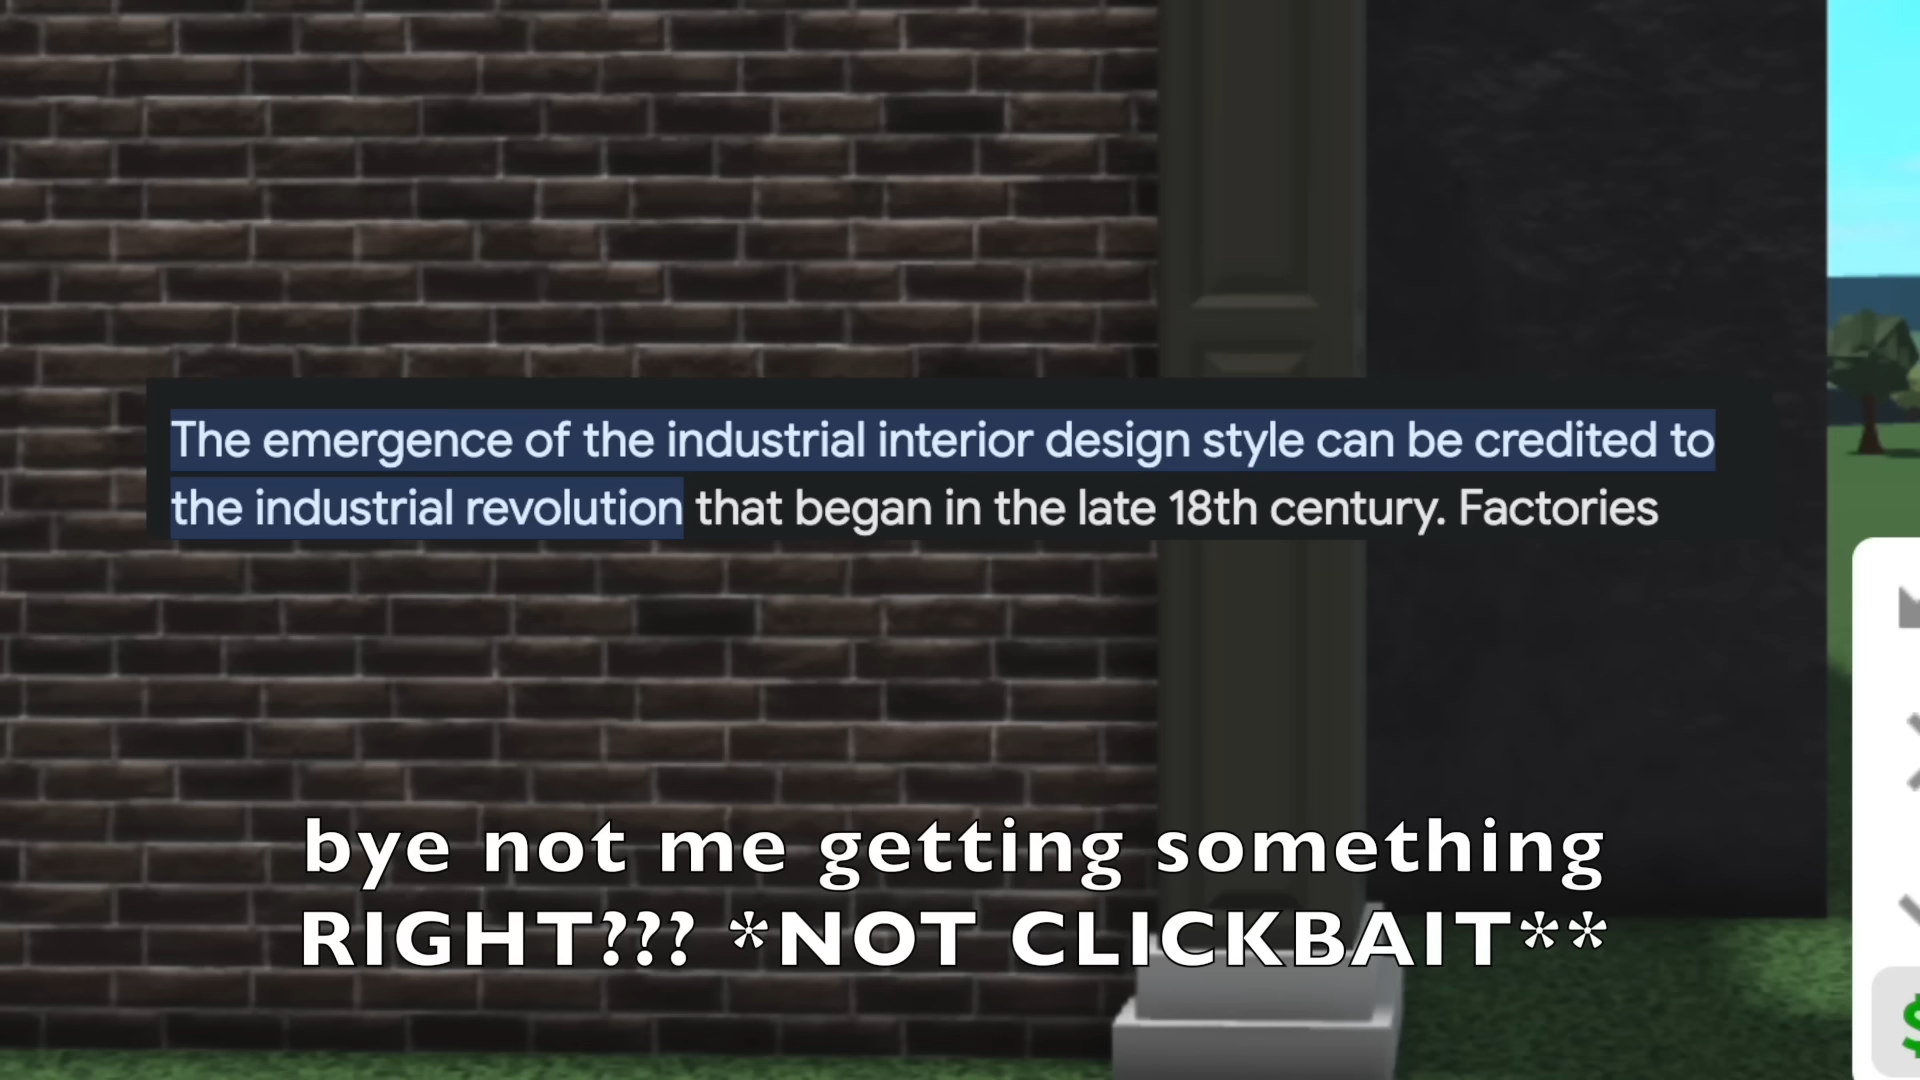 The emergence of the industrial interior design style can be credited to
the industrial revolution that began in the late 18th century. Factories
bye not me getting something
RIGHT??? *NOT CLICKBAIT**
$